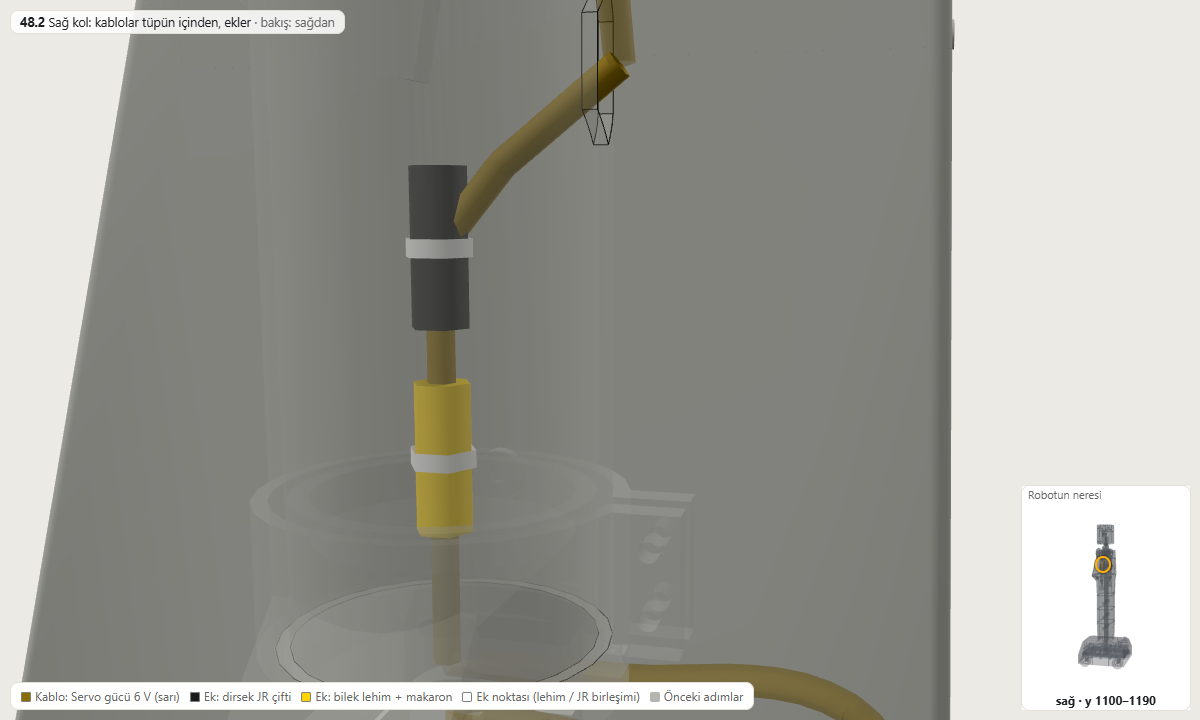 48.2 Sağ kol: kablolar tüpün içinden, ekler · bakış: sağdan
Robotun neresi
sağ · y 1100–1190
Kablo: Servo gücü 6 V (sarı) Ek: dirsek JR çifti Ek: bilek lehim + makaron Ek noktası (lehim / JR birleşimi) Önceki adımlar